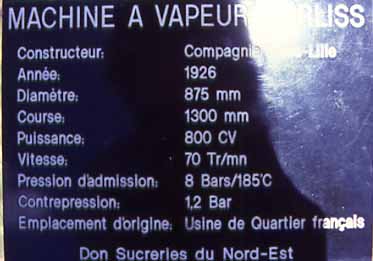 MACHINE A VAPEUR
Constructeur: Compagnie
Année: 1926
Diamètre: 875 mm
Course: 1300 mm
Puissance: 800 CV
Vitesse: 70 Tr/mn
Pression d'admission: 8 Bars/185°C
Contrepression: 1,2 Bar
Emplacement d'origine: Usine de Quartier français
Don Sucreries du Nord-Est